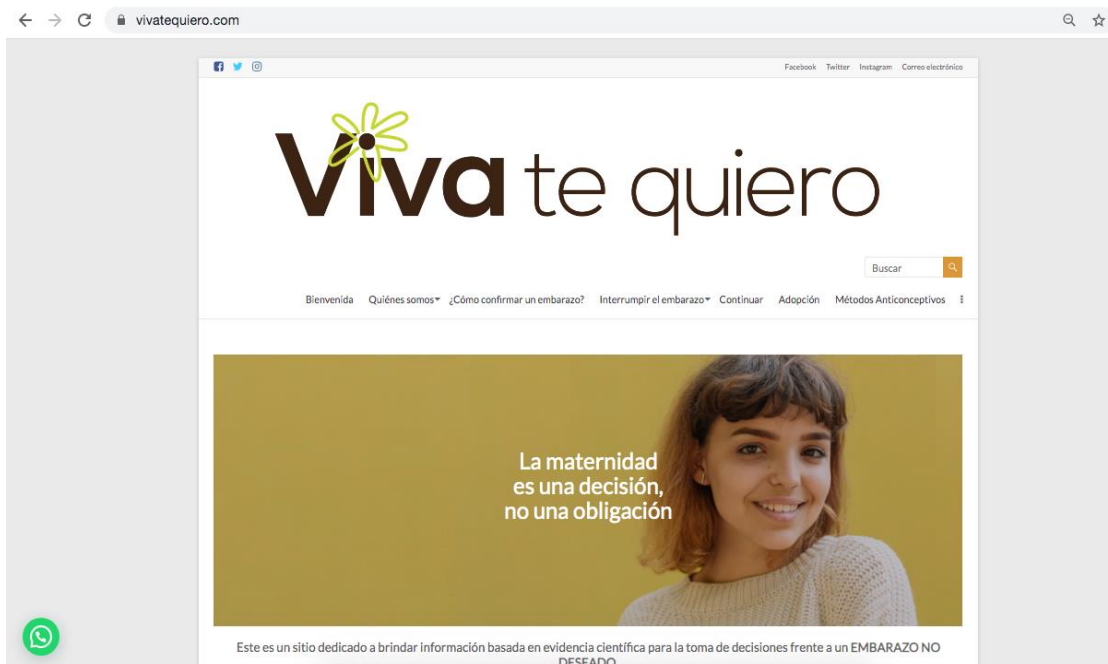 vivatequiero.com
Facebook Twitter Instagram Correo electrónico
Viva te quiero
Buscar
Bienvenida Quiénes somos ¿Cómo confirmar un embarazo? Interrumpir el embarazo Continuar Adopción Métodos Anticonceptivos
La maternidad
es una decisión,
no una obligación
Este es un sitio dedicado a brindar información basada en evidencia científica para la toma de decisiones frente a un EMBARAZO NO
DESEADO